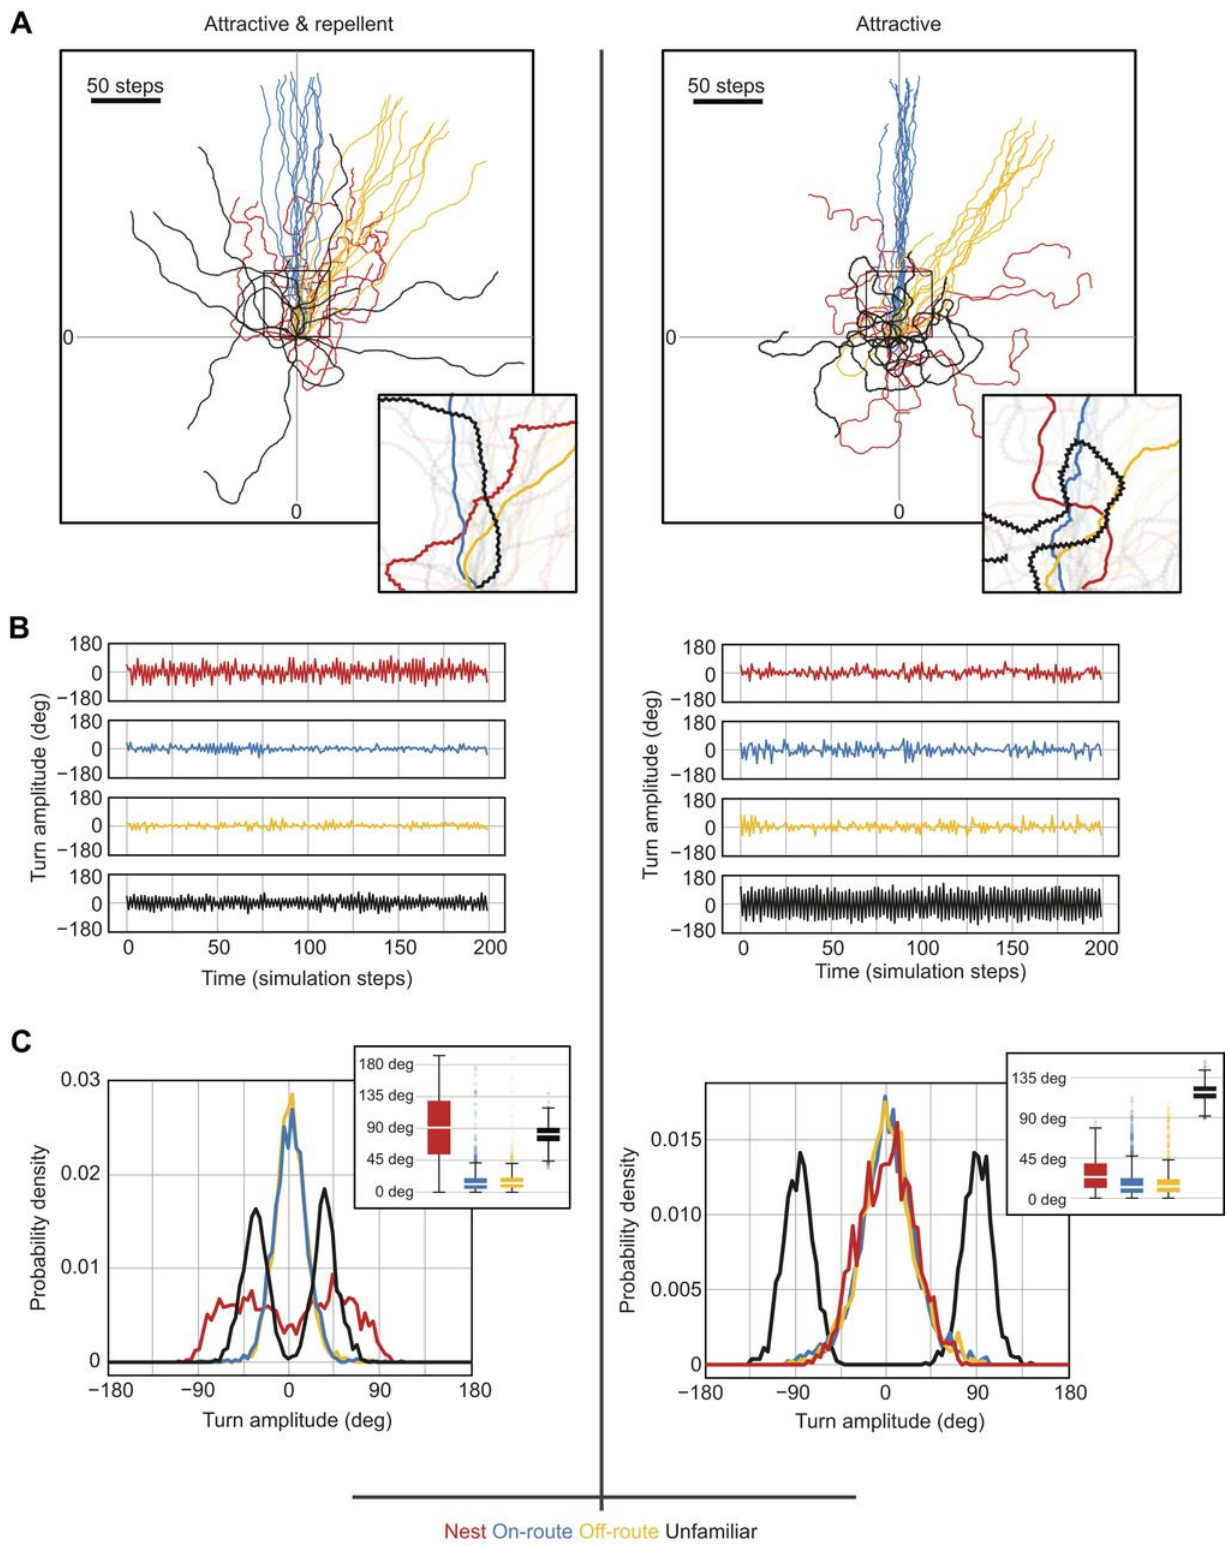 A
Attractive & repellent
Attractive
50 steps
50 steps
0
0
0
0
B
Turn amplitude (deg)
180
0
−180
180
0
−180
180
0
−180
180
0
−180
0 50 100 150 200
Time (simulation steps)
Turn amplitude (deg)
180
0
−180
180
0
−180
180
0
−180
180
0
−180
0 50 100 150 200
Time (simulation steps)
C
Probability density
0.03
0.02
0.01
0
−180 −90 0 90 180
Turn amplitude (deg)
180 deg
135 deg
90 deg
45 deg
0 deg
Probability density
0.015
0.010
0.005
0
−180 −90 0 90 180
Turn amplitude (deg)
135 deg
90 deg
45 deg
0 deg
Nest On-route Off-route Unfamiliar